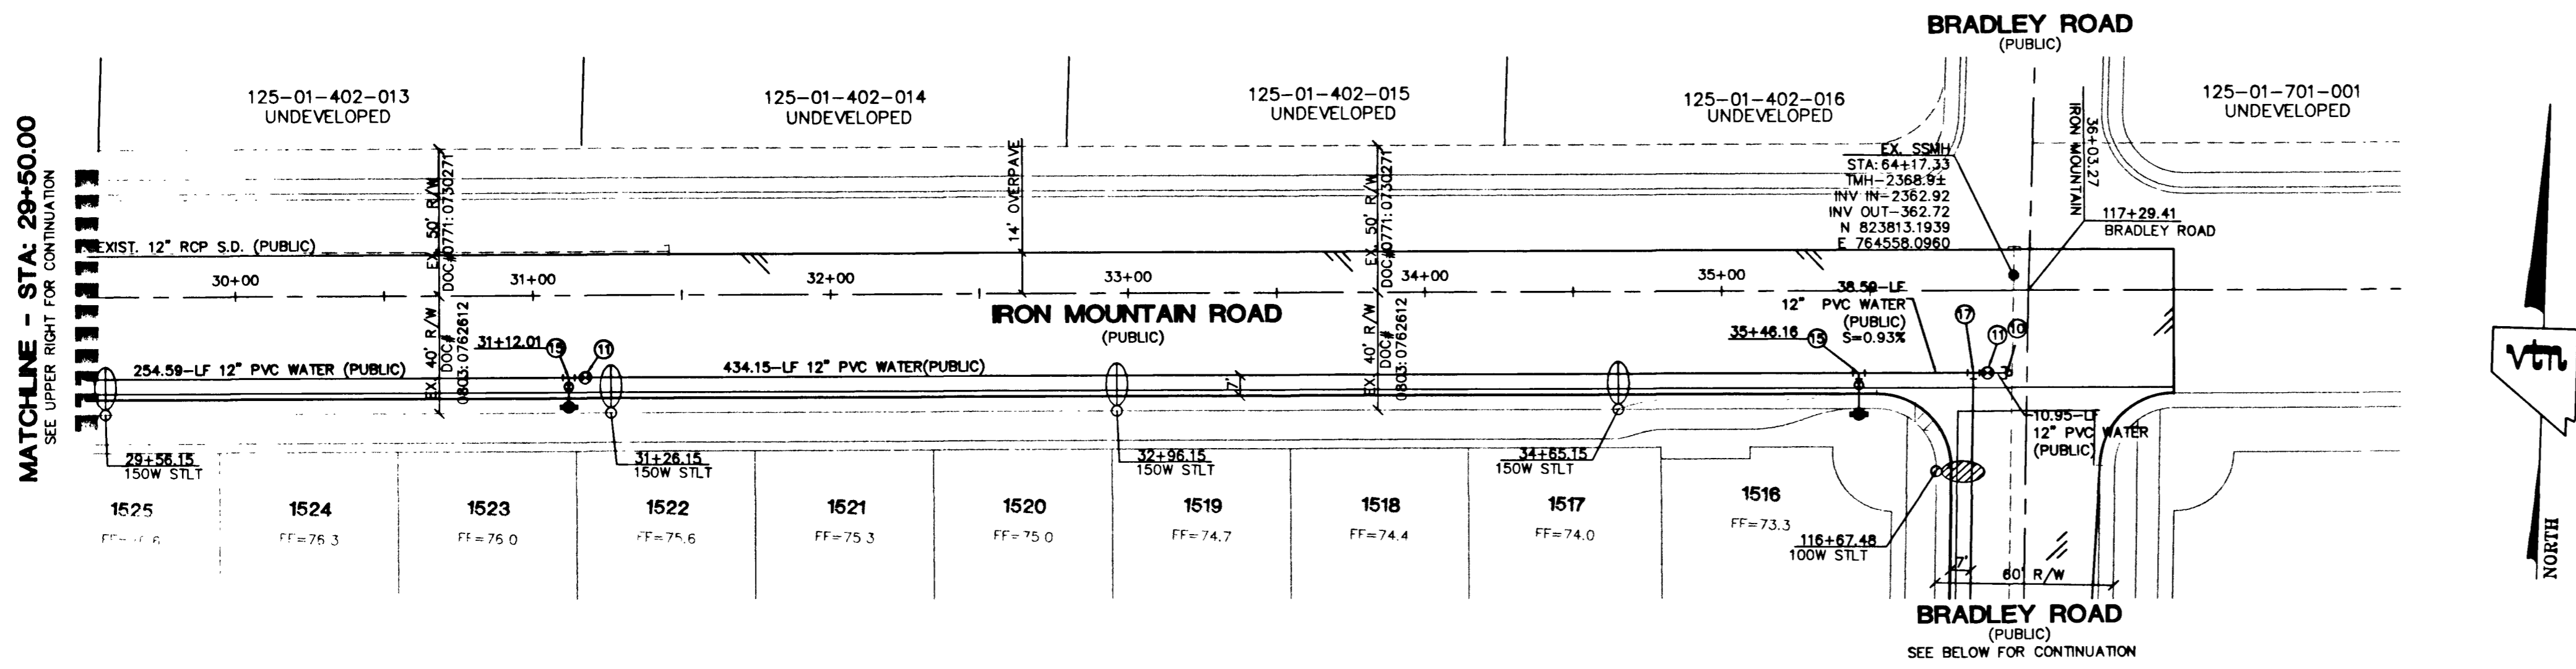 BRADLEY ROAD
(PUBLIC)
125-01-402-013
UNDEVELOPED
125-01-402-014
UNDEVELOPED
125-01-402-015
UNDEVELOPED
125-01-402-016
UNDEVELOPED
125-01-701-001
UNDEVELOPED
MATCHLINE - STA: 29+50.00
SEE UPPER RIGHT FOR CONTINUATION
EX. 50' R/W
DOC#0771:0730271
14' OVERPAVE
EX. 50' R/W
DOC#0771:0730271
EX. SSMH
STA: 64+17.33
TMH-2368.9±
INV IN-2362.92
INV OUT-362.72
N 823813.1939
E 764558.0960
36+03.27
IRON MOUNTAIN
117+29.41
BRADLEY ROAD
EXIST. 12" RCP S.D. (PUBLIC)
30+00
31+00
32+00
33+00
34+00
35+00
IRON MOUNTAIN ROAD
(PUBLIC)
EX. 40' R/W
DOC#
0803:0762612
EX. 40' R/W
DOC#
0803:0762612
38.59-LF
12" PVC WATER
(PUBLIC)
S=0.93%
31+12.01
15
11
35+46.16
15
17
11
10
254.59-LF 12" PVC WATER (PUBLIC)
434.15-LF 12" PVC WATER(PUBLIC)
7'
10.95-LF
12" PVC WATER
(PUBLIC)
29+56.15
150W STLT
31+26.15
150W STLT
32+96.15
150W STLT
34+65.15
150W STLT
1525
1524
FF=76.3
1523
FF=76.0
1522
FF=75.6
1521
FF=75.3
1520
FF=75.0
1519
FF=74.7
1518
FF=74.4
1517
FF=74.0
1516
FF=73.3
116+67.48
100W STLT
7'
60' R/W
BRADLEY ROAD
(PUBLIC)
SEE BELOW FOR CONTINUATION
vtn
NORTH